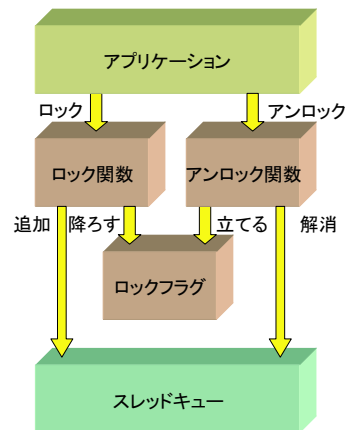 アプリケーション
ロック
アンロック
ロック関数
アンロック関数
追加
降ろす
立てる
解消
ロックフラグ
スレッドキュー